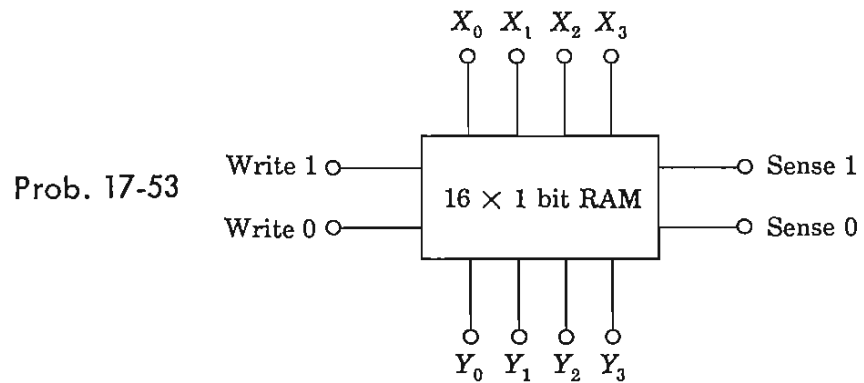 X₀ X₁ X₂ X₃
Prob. 17-53
Write 1 Sense 1
16 × 1 bit RAM
Write 0 Sense 0
Y₀ Y₁ Y₂ Y₃